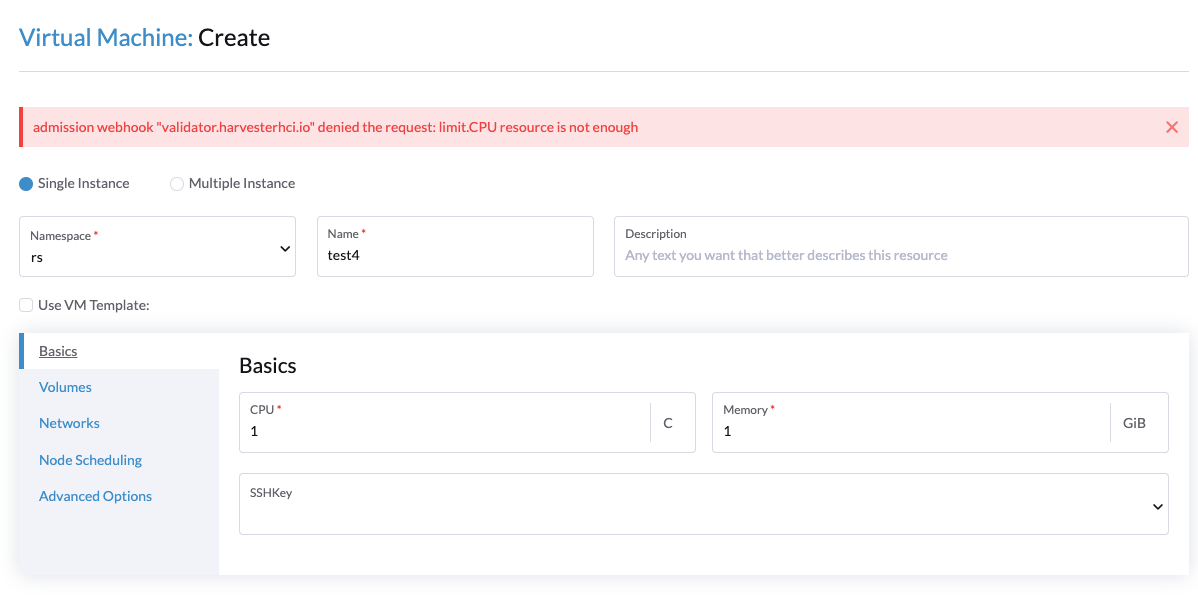 Virtual Machine: Create
admission webhook "validator.harvesterhci.io" denied the request: limit.CPU resource is not enough
Single Instance Multiple Instance
Namespace *
rs
Name *
test4
Description
Any text you want that better describes this resource
Use VM Template:
Basics
Volumes
Networks
Node Scheduling
Advanced Options
Basics
CPU *
1
C
Memory *
1
GiB
SSHKey